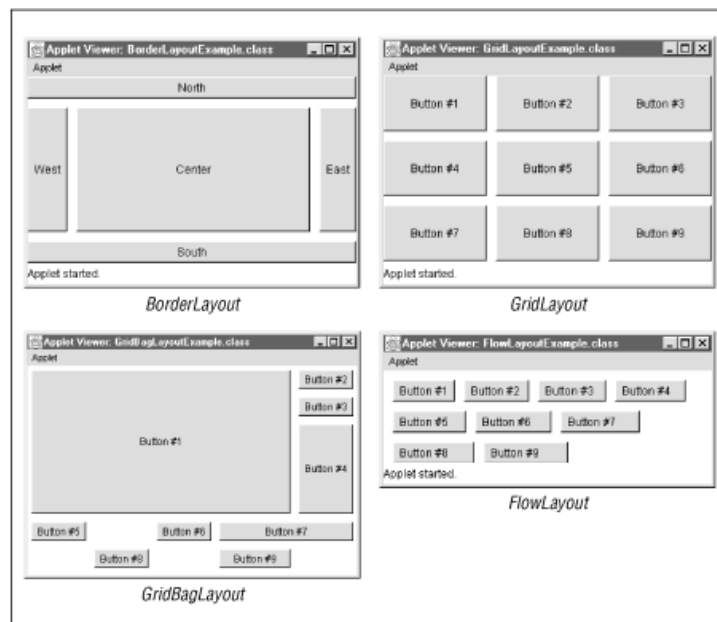 Applet Viewer: BorderLayoutExample.class
Applet
North
West
Center
East
South
Applet started.
BorderLayout
Applet Viewer: GridLayoutExample.class
Applet
Button #1 Button #2 Button #3
Button #4 Button #5 Button #6
Button #7 Button #8 Button #9
Applet started.
GridLayout
Applet Viewer: GridBagLayoutExample.class
Applet
Button #1
Button #2
Button #3
Button #4
Button #5 Button #6 Button #7
Button #8 Button #9
GridBagLayout
Applet Viewer: FlowLayoutExample.class
Applet
Button #1 Button #2 Button #3 Button #4
Button #5 Button #6 Button #7
Button #8 Button #9
Applet started.
FlowLayout